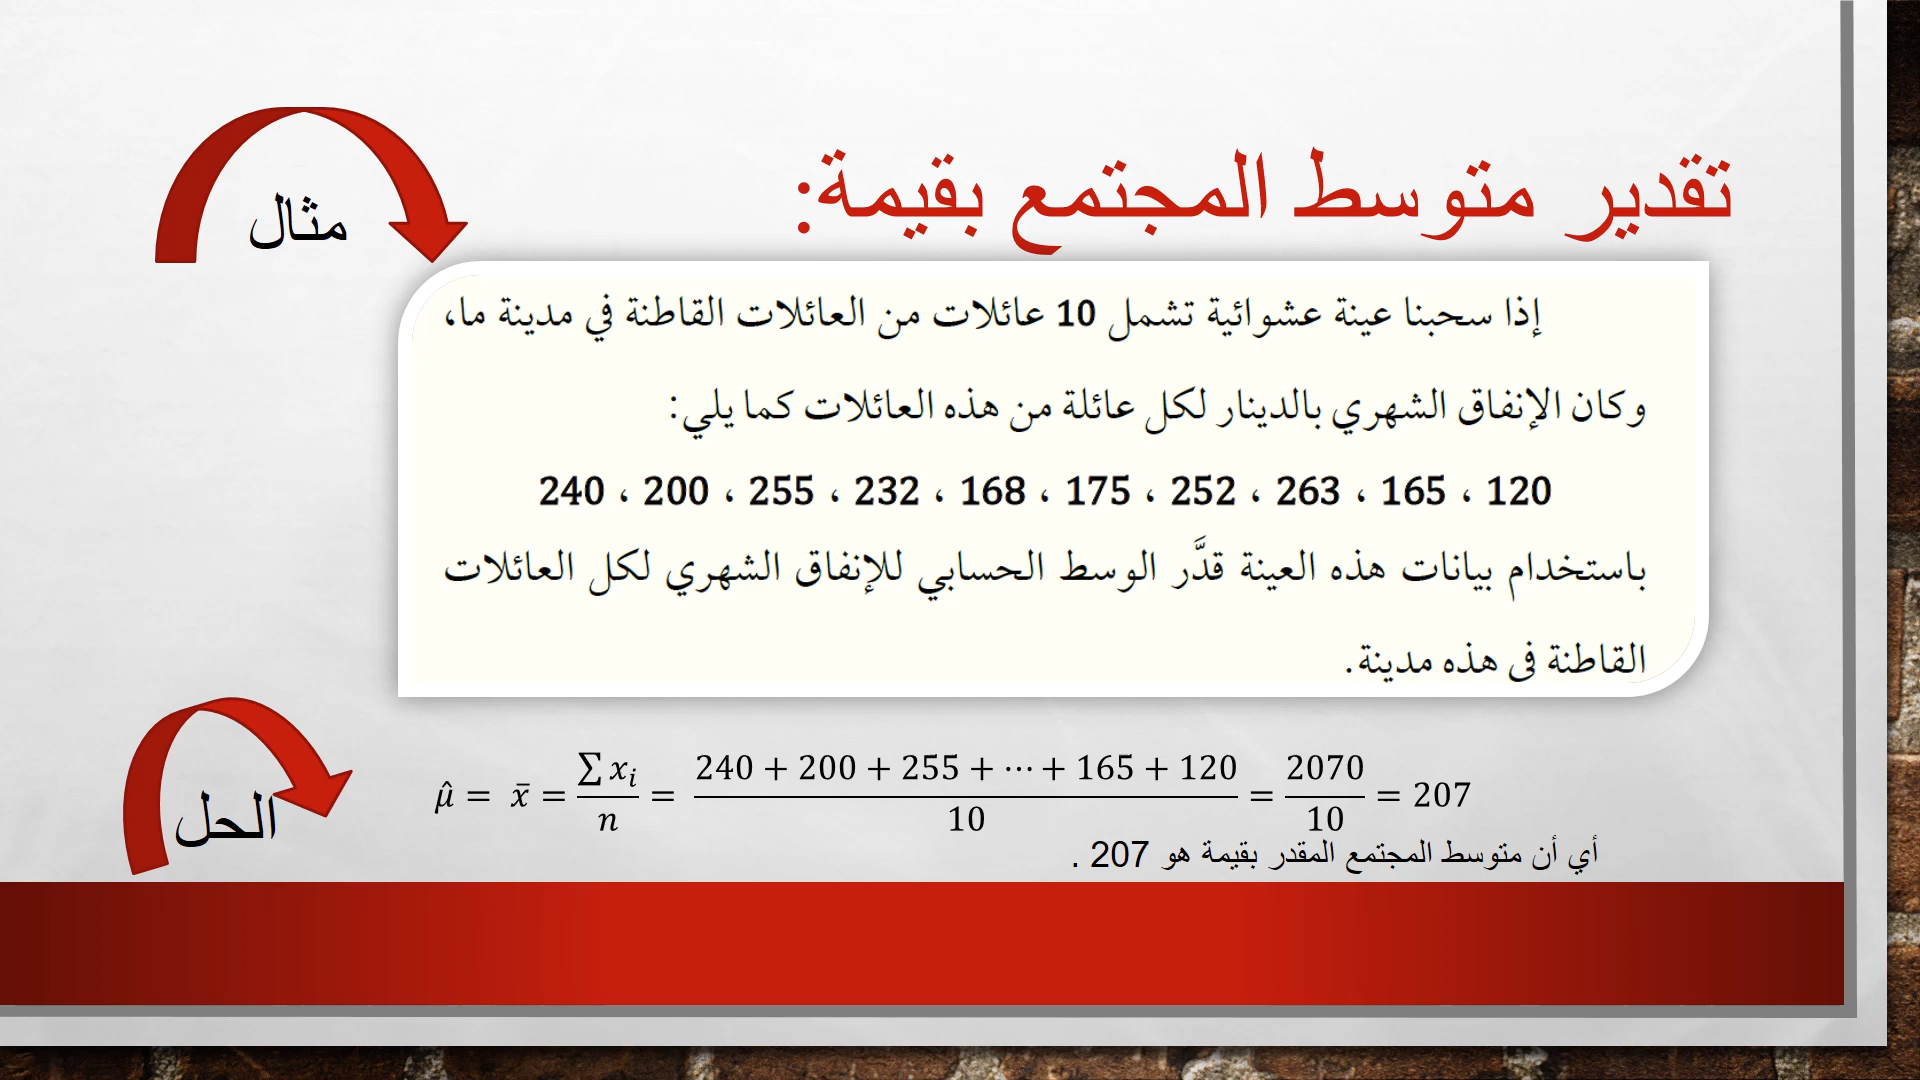 تقدير متوسط المجتمع بقيمة:
مثال
إذا سحبنا عينة عشوائية تشمل 10 عائلات من العائلات القاطنة في مدينة ما،
وكان الإنفاق الشهري بالدينار لكل عائلة من هذه العائلات كما يلي:
240 ، 200 ، 255 ، 232 ، 168 ، 175 ، 252 ، 263 ، 165 ، 120
باستخدام بيانات هذه العينة قدَّر الوسط الحسابي للإنفاق الشهري لكل العائلات
القاطنة فى هذه مدينة.
الحل
μ̂ = x̄ = ∑xᵢ / n = (240 + 200 + 255 + ⋯ + 165 + 120) / 10 = 2070 / 10 = 207
أي أن متوسط المجتمع المقدر بقيمة هو 207 .